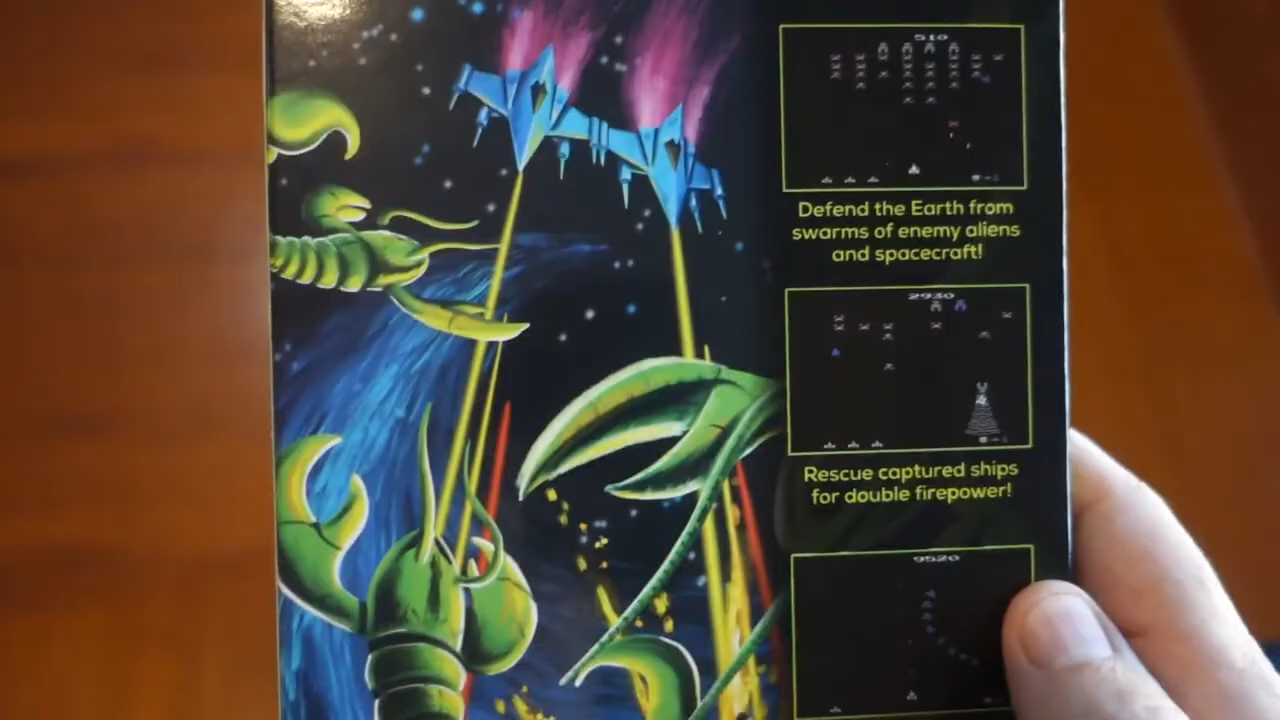 510
Defend the Earth from
swarms of enemy aliens
and spacecraft!
2930
Rescue captured ships
for double firepower!
9520